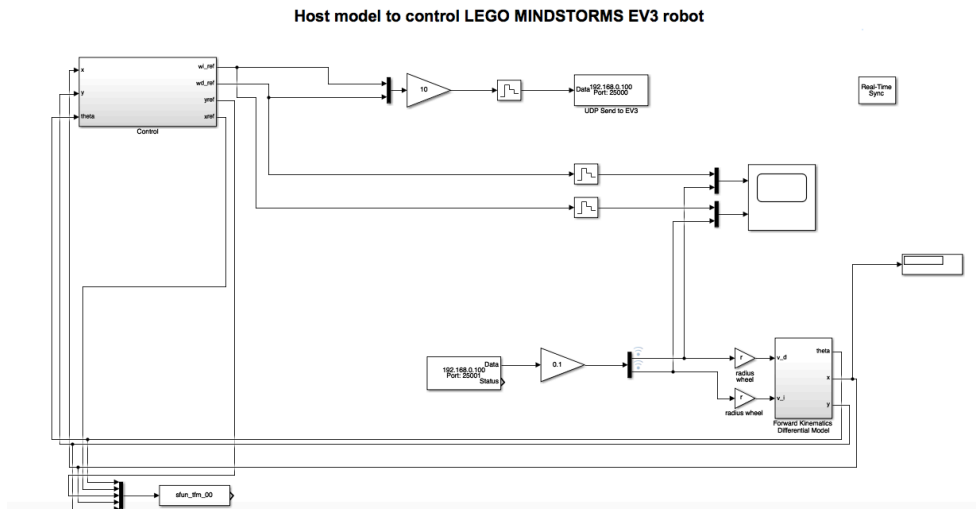 Host model to control LEGO MINDSTORMS EV3 robot
x
y
theta
wi_ref
wd_ref
yref
xref
Control
10
Data
192.168.0.100
Port: 25000
UDP Send to EV3
Real-Time
Sync
192.168.0.100
Port: 25001
Data
Status
0.1
r
radius
wheel
r
radius wheel
v_d
v_i
theta
x
y
Forward Kinematics
Differential Model
sfun_tfm_00